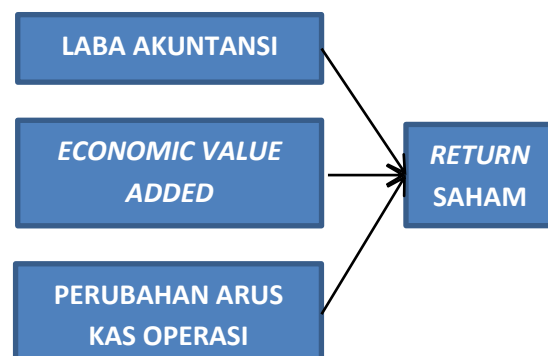 LABA AKUNTANSI
ECONOMIC VALUE
ADDED
RETURN
SAHAM
PERUBAHAN ARUS
KAS OPERASI